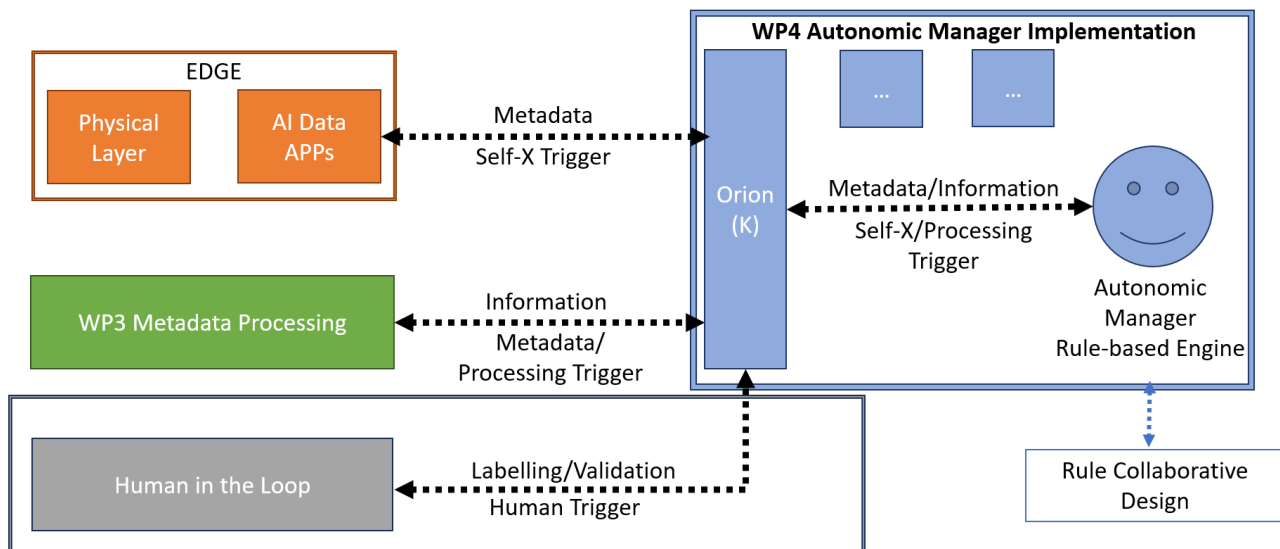 WP4 Autonomic Manager Implementation
EDGE
Physical
Layer
AI Data
APPs
Metadata
Self-X Trigger
...
...
Orion
(K)
Metadata/Information
Self-X/Processing
Trigger
Autonomic
Manager
Rule-based Engine
WP3 Metadata Processing
Information
Metadata/
Processing Trigger
Human in the Loop
Labelling/Validation
Human Trigger
Rule Collaborative
Design